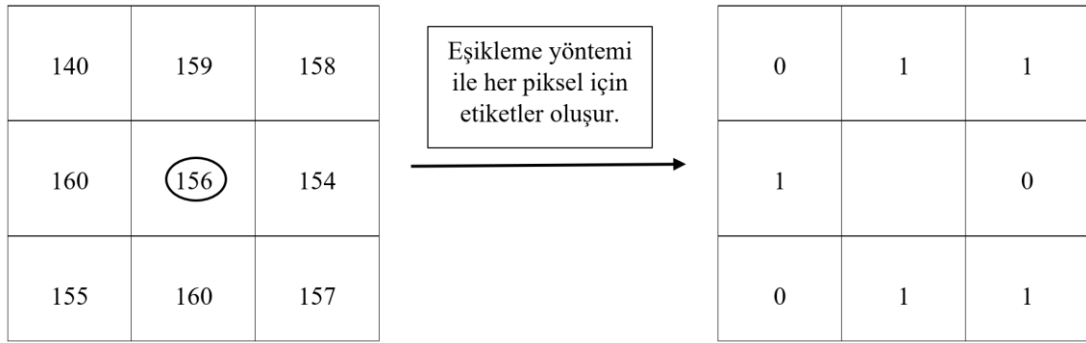 140 159 158
Eşikleme yöntemi
ile her piksel için
etiketler oluşur.
0 1 1
160 156 154
1 0
155 160 157
0 1 1